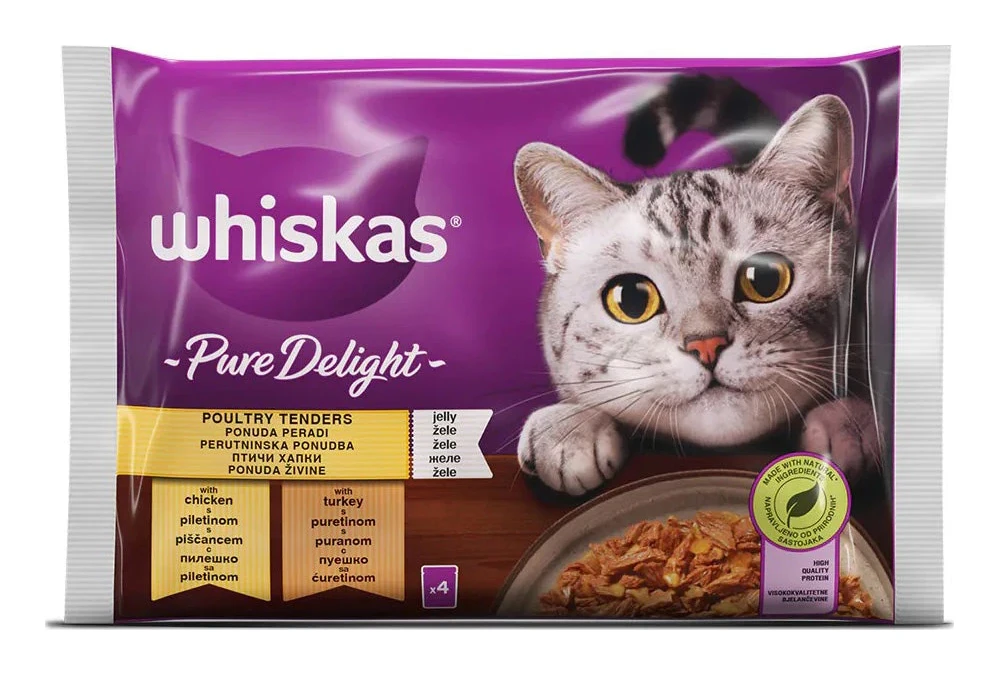 whiskas®
~Pure Delight~
POULTRY TENDERS
PONUDA PERADI
PERUTNINSKA PONUDBA
ПТИЧИ ХАПКИ
PONUDA ŽIVINE
jelly
žele
žele
желе
žele
with
chicken
s
piletinom
s
piščancem
с
пилешко
sa
piletinom
with
turkey
s
puretinom
s
puranom
с
пуешко
sa
ćuretinom
x4
MADE WITH NATURAL*
INGREDIENTS
NAPRAVLJENO OD PRIRODNIH*
SASTOJAKA
HIGH
QUALITY
PROTEIN
VISOKOKVALITETNE
BJELANČEVINE